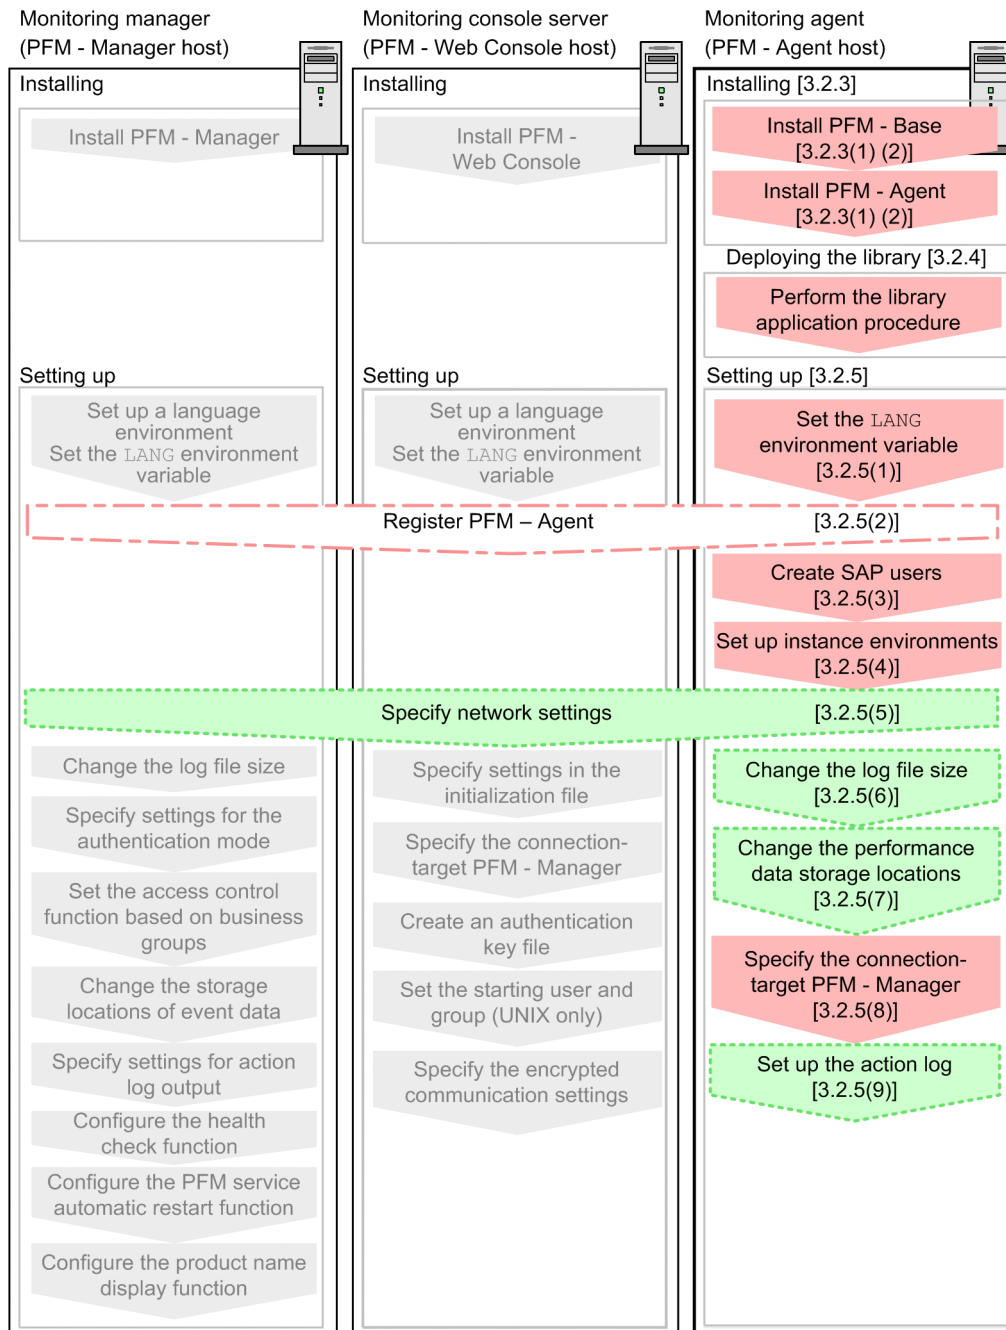 Monitoring manager
(PFM - Manager host)
Installing
Install PFM - Manager
Setting up
Set up a language
environment
Set the LANG environment
variable
Monitoring console server
(PFM - Web Console host)
Installing
Install PFM -
Web Console
Setting up
Set up a language
environment
Set the LANG environment
variable
Monitoring agent
(PFM - Agent host)
Installing [3.2.3]
Install PFM - Base
[3.2.3(1) (2)]
Install PFM - Agent
[3.2.3(1) (2)]
Deploying the library [3.2.4]
Perform the library
application procedure
Setting up [3.2.5]
Set the LANG
environment variable
[3.2.5(1)]
Register PFM – Agent [3.2.5(2)]
Create SAP users
[3.2.5(3)]
Set up instance environments
[3.2.5(4)]
Specify network settings [3.2.5(5)]
Change the log file size
Specify settings for the
authentication mode
Set the access control
function based on business
groups
Change the storage
locations of event data
Specify settings for action
log output
Configure the health
check function
Configure the PFM service
automatic restart function
Configure the product name
display function
Specify settings in the
initialization file
Specify the connection-
target PFM - Manager
Create an authentication
key file
Set the starting user and
group (UNIX only)
Specify the encrypted
communication settings
Change the log file size
[3.2.5(6)]
Change the performance
data storage locations
[3.2.5(7)]
Specify the connection-
target PFM - Manager
[3.2.5(8)]
Set up the action log
[3.2.5(9)]